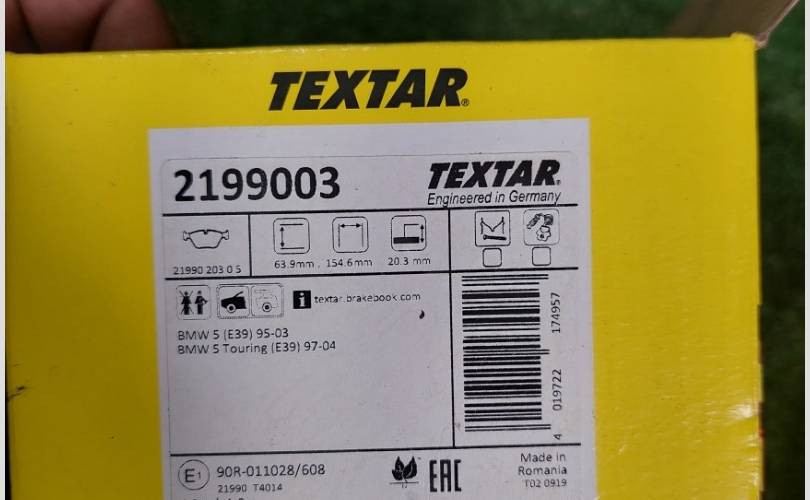 TEXTAR®
2199003
TEXTAR®
Engineered in Germany
21990 203 0 5
63.9mm 154.6mm 20.3 mm
i textar.brakebook.com
BMW 5 (E39) 95-03
BMW 5 Touring (E39) 97-04
4 019722 174957
E1 90R-011028/608
21990 T4014
EAC
Made in
Romania
T02 0919